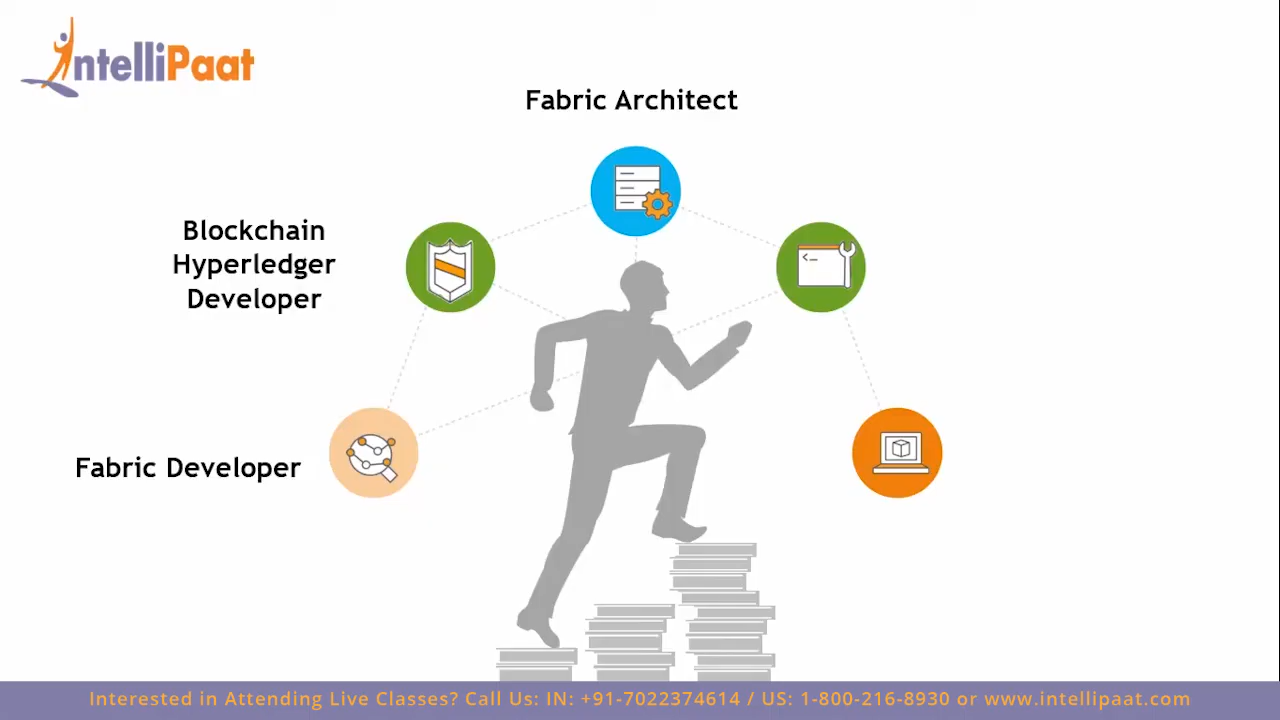 IntelliPaat
Fabric Architect
Blockchain
Hyperledger
Developer
Fabric Developer
Interested in Attending Live Classes? Call Us: IN: +91-7022374614 / US: 1-800-216-8930 or www.intellipaat.com